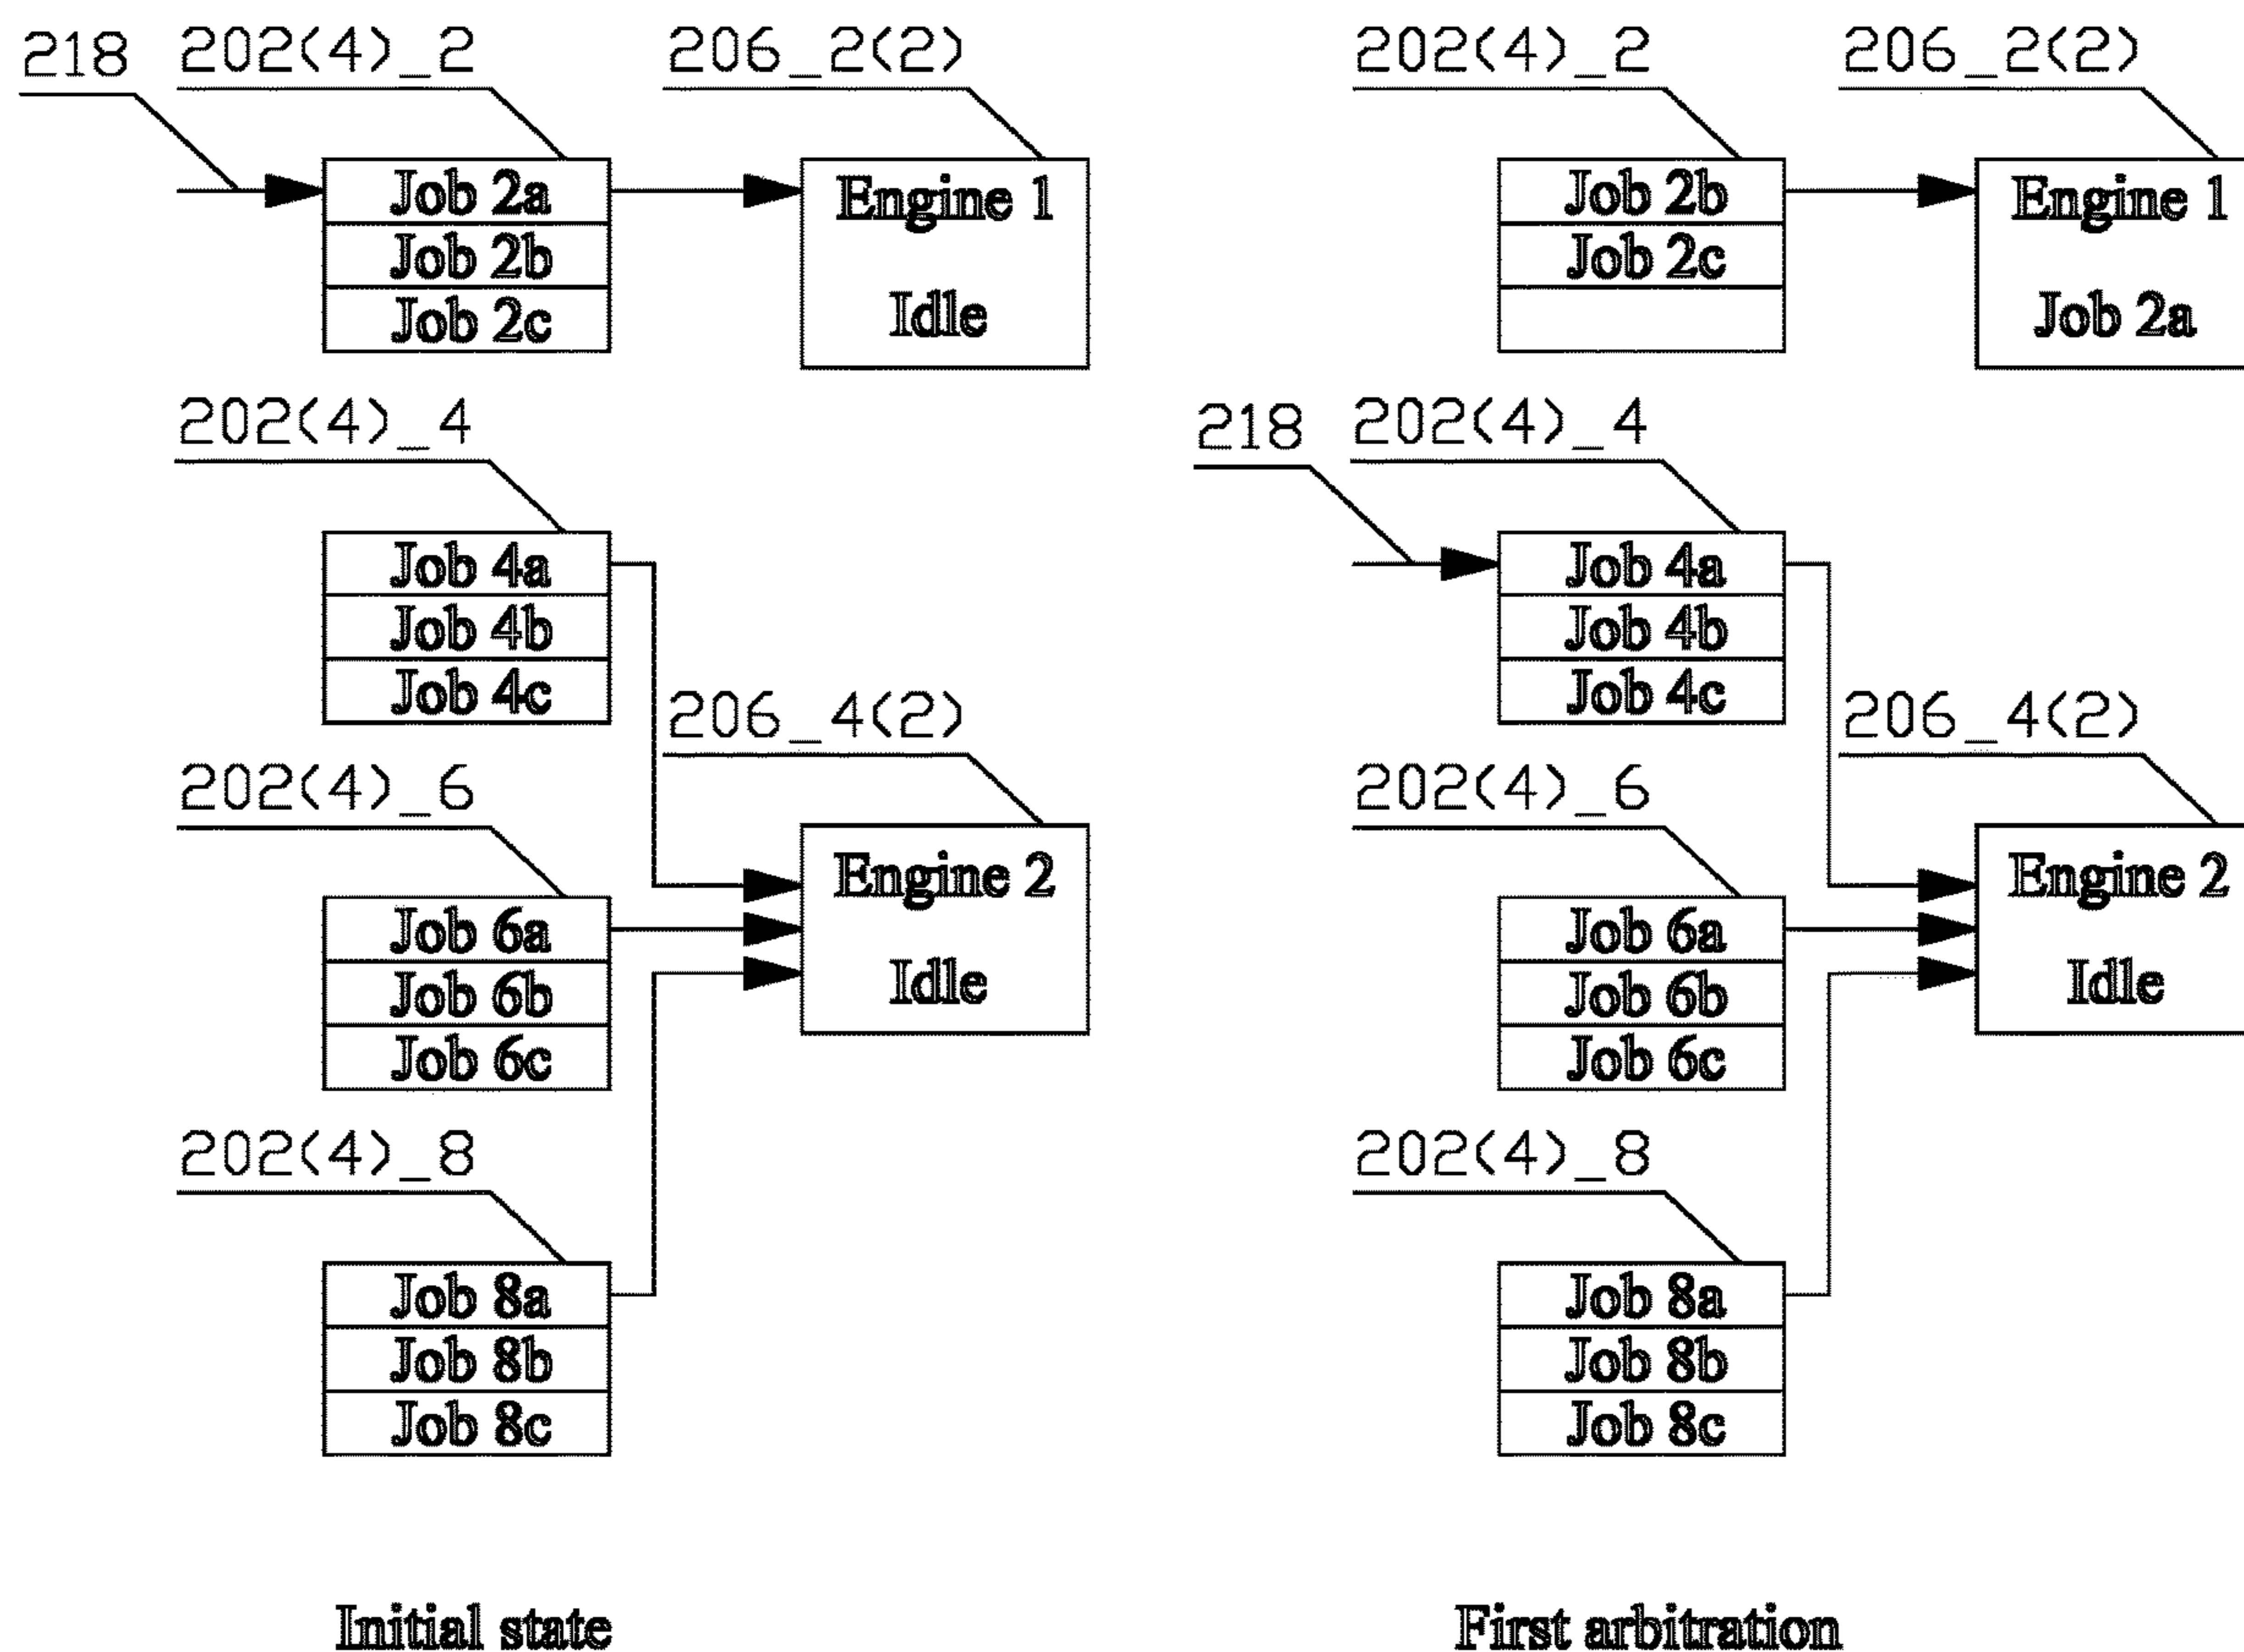 218
202(4)_2
206_2(2)
Job 2a
Job 2b
Job 2c
Engine 1
Idle
202(4)_4
Job 4a
Job 4b
Job 4c
206_4(2)
202(4)_6
Engine 2
Idle
Job 6a
Job 6b
Job 6c
202(4)_8
Job 8a
Job 8b
Job 8c
Initial state
202(4)_2
206_2(2)
Job 2b
Job 2c
Engine 1
Job 2a
218
202(4)_4
Job 4a
Job 4b
Job 4c
206_4(2)
202(4)_6
Engine 2
Idle
Job 6a
Job 6b
Job 6c
202(4)_8
Job 8a
Job 8b
Job 8c
First arbitration